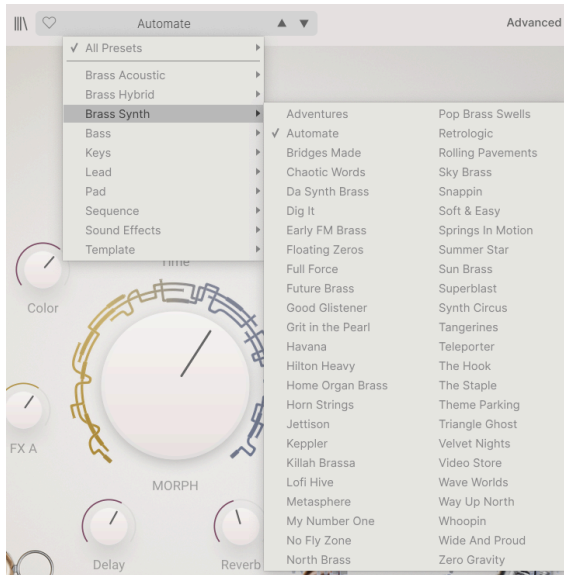 Automate
Advanced
✓ All Presets
Brass Acoustic
Brass Hybrid
Brass Synth
Bass
Keys
Lead
Pad
Sequence
Sound Effects
Template
Adventures
✓ Automate
Bridges Made
Chaotic Words
Da Synth Brass
Dig It
Early FM Brass
Floating Zeros
Full Force
Future Brass
Good Glistener
Grit in the Pearl
Havana
Hilton Heavy
Home Organ Brass
Horn Strings
Jettison
Keppler
Killah Brassa
Lofi Hive
Metasphere
My Number One
No Fly Zone
North Brass
Pop Brass Swells
Retrologic
Rolling Pavements
Sky Brass
Snappin
Soft & Easy
Springs In Motion
Summer Star
Sun Brass
Superblast
Synth Circus
Tangerines
Teleporter
The Hook
The Staple
Theme Parking
Triangle Ghost
Velvet Nights
Video Store
Wave Worlds
Way Up North
Whoopin
Wide And Proud
Zero Gravity
Time
Color
FX A
MORPH
Delay
Reverb